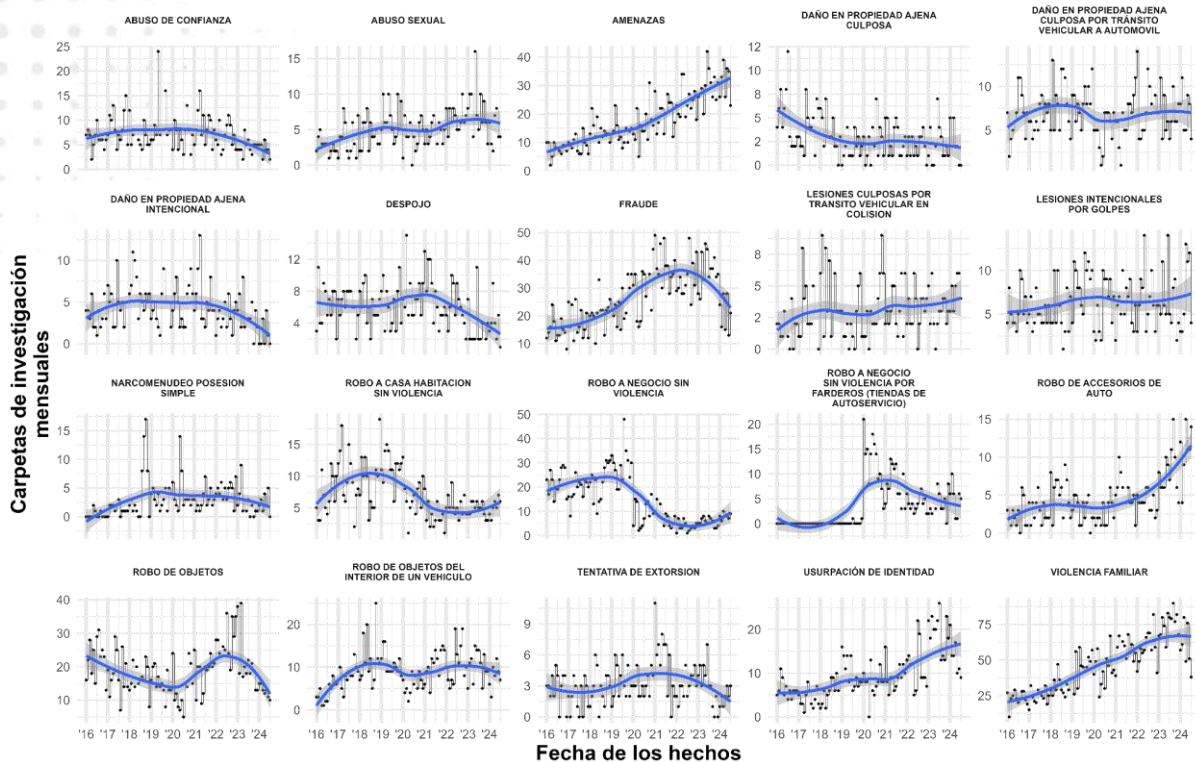 ABUSO DE CONFIANZA
25
20
15
10
5
0
ABUSO SEXUAL
15
10
5
0
AMENAZAS
40
30
20
10
0
DAÑO EN PROPIEDAD AJENA
CULPOSA
12
10
8
5
2
0
DAÑO EN PROPIEDAD AJENA
CULPOSA POR TRÁNSITO
VEHICULAR A AUTOMOVIL
10
5
DAÑO EN PROPIEDAD AJENA
INTENCIONAL
10
5
0
DESPOJO
12
8
4
FRAUDE
50
40
30
20
10
LESIONES CULPOSAS POR
TRANSITO VEHICULAR EN
COLISION
8
5
2
0
LESIONES INTENCIONALES
POR GOLPES
10
5
Carpetas de investigación
mensuales
NARCOMENUDEO POSESION
SIMPLE
15
10
5
0
ROBO A CASA HABITACION
SIN VIOLENCIA
15
10
5
0
ROBO A NEGOCIO SIN
VIOLENCIA
50
40
30
20
10
0
ROBO A NEGOCIO
SIN VIOLENCIA POR
FARDEROS (TIENDAS DE
AUTOSERVICIO)
20
15
10
5
0
ROBO DE ACCESORIOS DE
AUTO
15
10
5
0
ROBO DE OBJETOS
40
30
20
10
ROBO DE OBJETOS DEL
INTERIOR DE UN VEHICULO
20
10
0
TENTATIVA DE EXTORSION
9
6
3
0
USURPACIÓN DE IDENTIDAD
20
10
0
VIOLENCIA FAMILIAR
75
50
25
'16 '17 '18 '19 '20 '21 '22 '23 '24
'16 '17 '18 '19 '20 '21 '22 '23 '24
'16 '17 '18 '19 '20 '21 '22 '23 '24
'16 '17 '18 '19 '20 '21 '22 '23 '24
'16 '17 '18 '19 '20 '21 '22 '23 '24
Fecha de los hechos